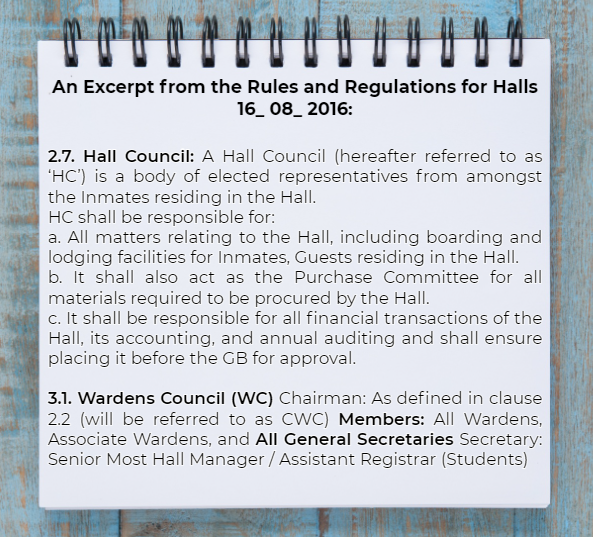 An Excerpt from the Rules and Regulations for Halls
16_ 08_ 2016:
2.7. Hall Council: A Hall Council (hereafter referred to as
‘HC’) is a body of elected representatives from amongst
the Inmates residing in the Hall.
HC shall be responsible for:
a. All matters relating to the Hall, including boarding and
lodging facilities for Inmates, Guests residing in the Hall.
b. It shall also act as the Purchase Committee for all
materials required to be procured by the Hall.
c. It shall be responsible for all financial transactions of the
Hall, its accounting, and annual auditing and shall ensure
placing it before the GB for approval.
3.1. Wardens Council (WC) Chairman: As defined in clause
2.2 (will be referred to as CWC) Members: All Wardens,
Associate Wardens, and All General Secretaries Secretary:
Senior Most Hall Manager / Assistant Registrar (Students)